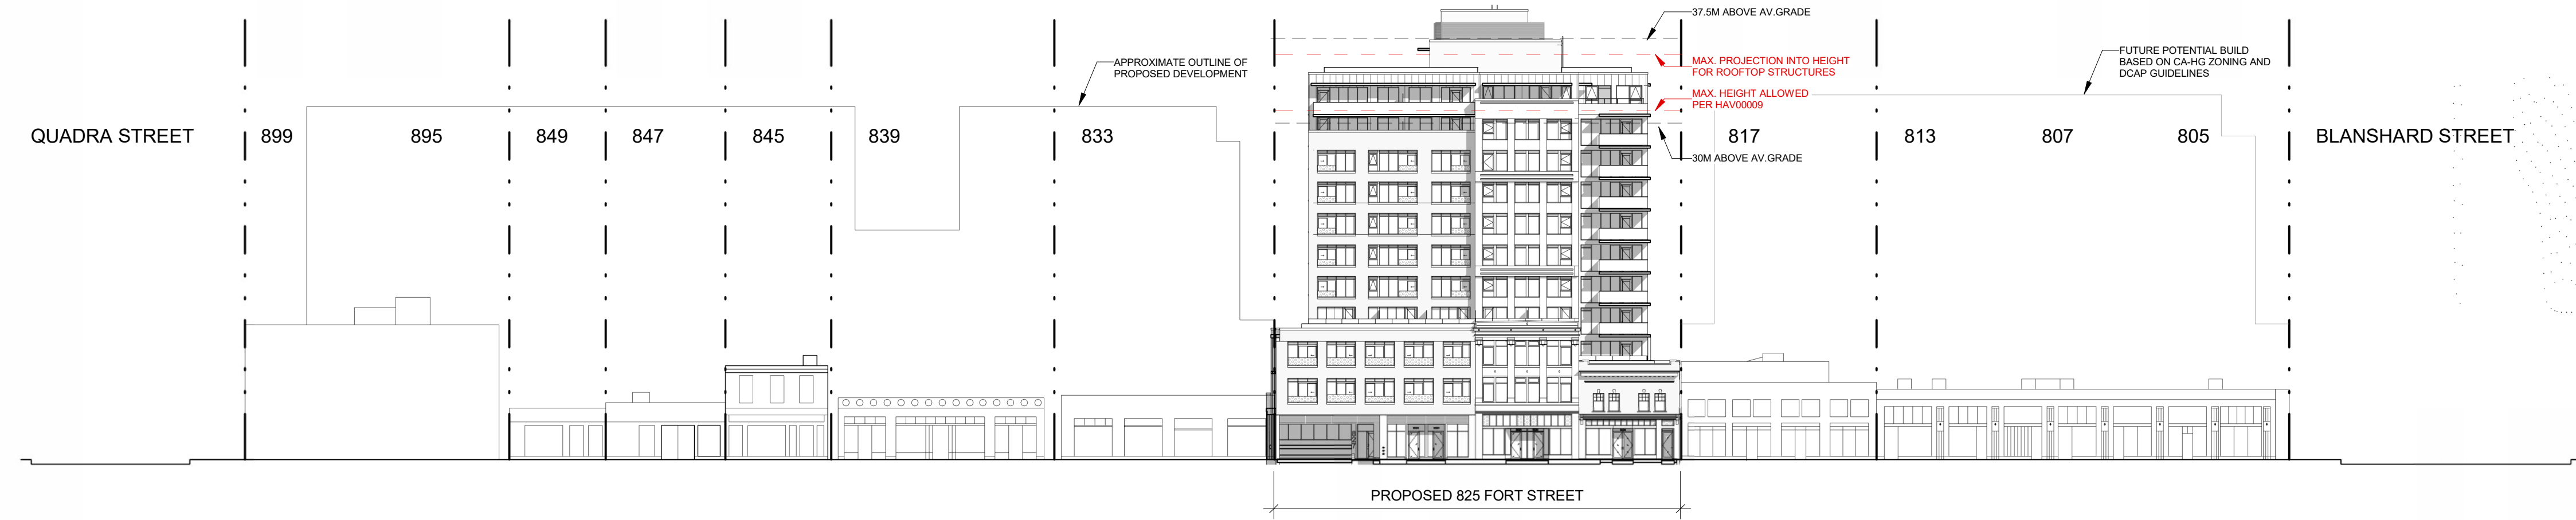 37.5M ABOVE AV.GRADE
APPROXIMATE OUTLINE OF
PROPOSED DEVELOPMENT
MAX. PROJECTION INTO HEIGHT
FOR ROOFTOP STRUCTURES
FUTURE POTENTIAL BUILD
BASED ON CA-HG ZONING AND
DCAP GUIDELINES
MAX. HEIGHT ALLOWED
PER HAV00009
QUADRA STREET
899
895
849
847
845
839
833
817
813
807
805
BLANSHARD STREET
30M ABOVE AV.GRADE
PROPOSED 825 FORT STREET